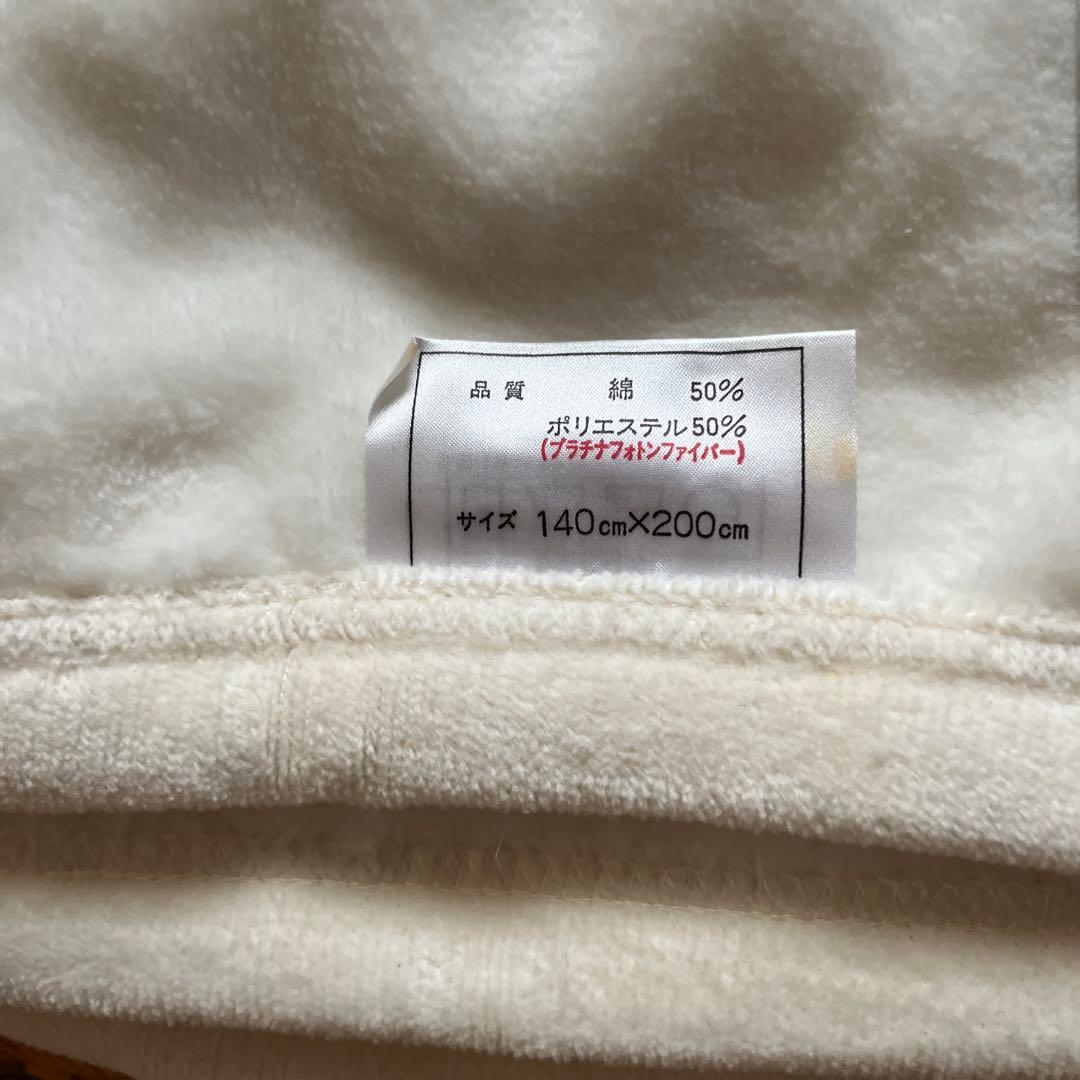 品質 綿 50%
ポリエステル50%
(プラチナフォトンファイバー)
サイズ 140cm×200cm